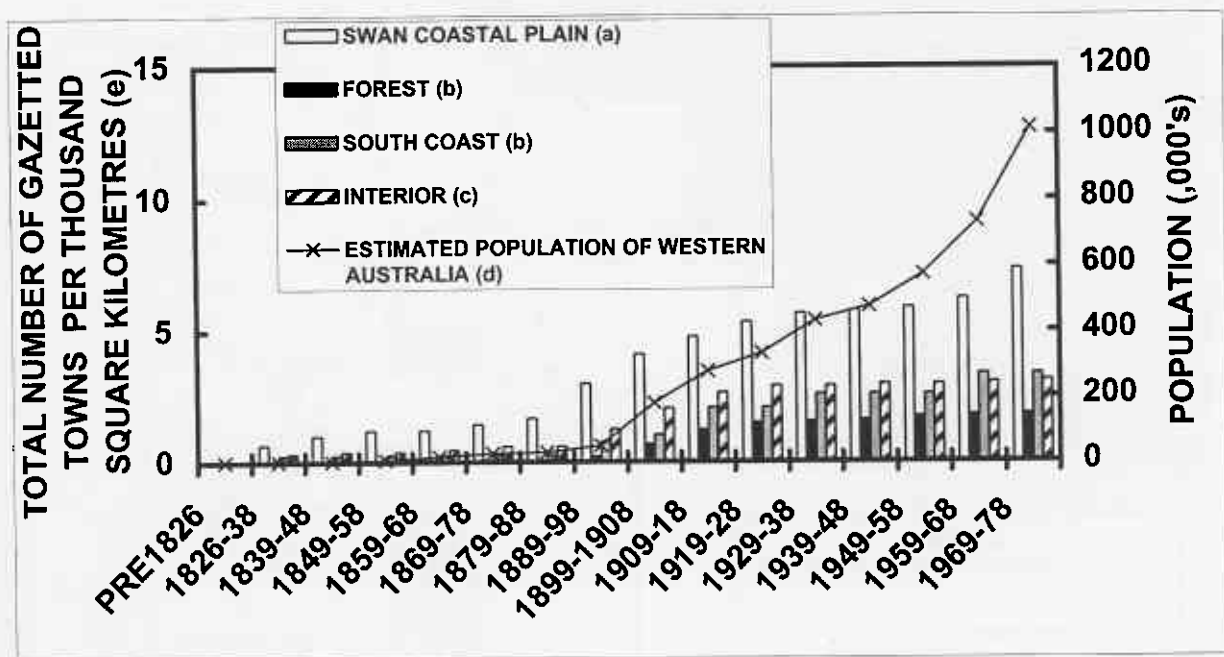 TOTAL NUMBER OF GAZETTED
TOWNS PER THOUSAND
SQUARE KILOMETRES (e)
15
10
5
0
SWAN COASTAL PLAIN (a)
FOREST (b)
SOUTH COAST (b)
INTERIOR (c)
ESTIMATED POPULATION OF WESTERN
AUSTRALIA (d)
1200
1000
800
600
400
200
0
POPULATION (,000's)
PRE1826
1826-38
1839-48
1849-58
1859-68
1869-78
1879-88
1889-98
1899-1908
1909-18
1919-28
1929-38
1939-48
1949-58
1959-68
1969-78